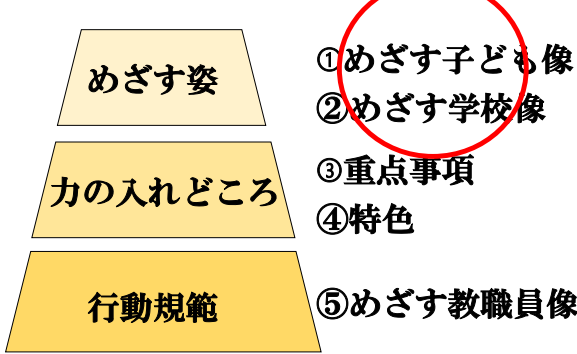 めざす姿
①めざす子ども像
②めざす学校像
力の入れどころ
③重点事項
④特色
行動規範
⑤めざす教職員像